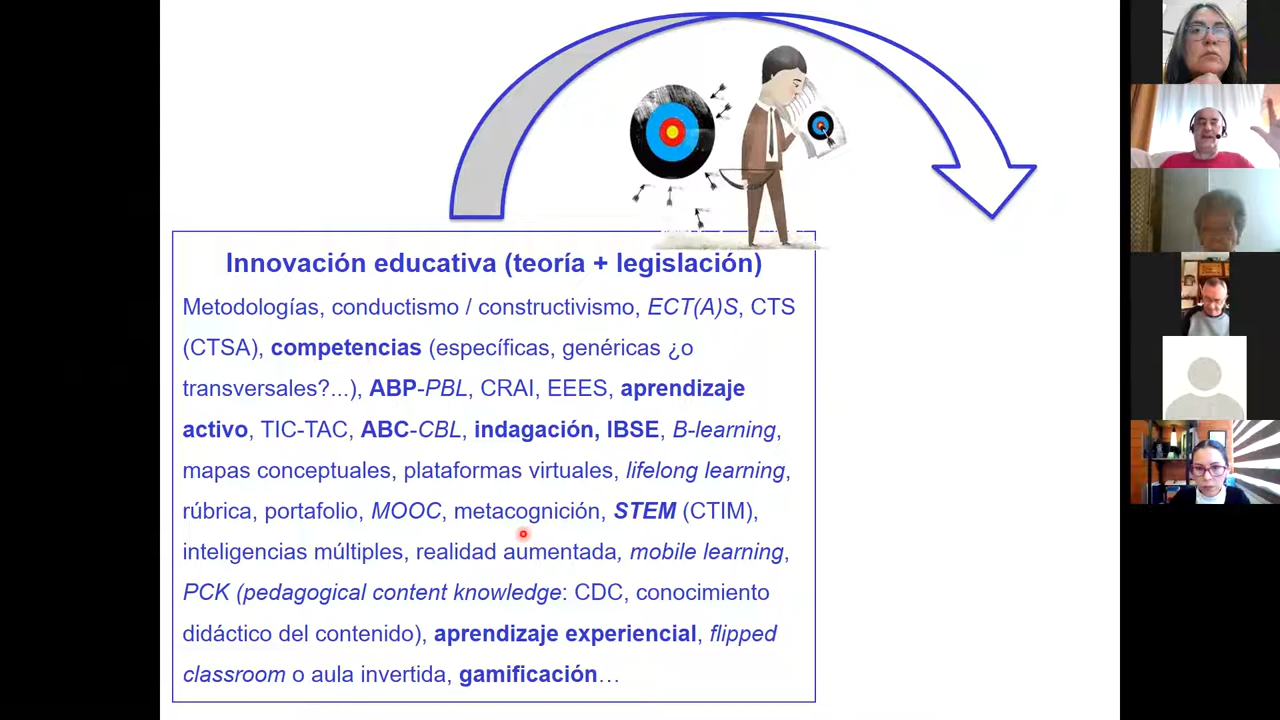 Innovación educativa (teoría + legislación)
Metodologías, conductismo / constructivismo, ECT(A)S, CTS
(CTSA), competencias (específicas, genéricas ¿o
transversales?...), ABP-PBL, CRAI, EEES, aprendizaje
activo, TIC-TAC, ABC-CBL, indagación, IBSE, B-learning,
mapas conceptuales, plataformas virtuales, lifelong learning,
rúbrica, portafolio, MOOC, metacognición, STEM (CTIM),
inteligencias múltiples, realidad aumentada, mobile learning,
PCK (pedagogical content knowledge: CDC, conocimiento
didáctico del contenido), aprendizaje experiencial, flipped
classroom o aula invertida, gamificación…